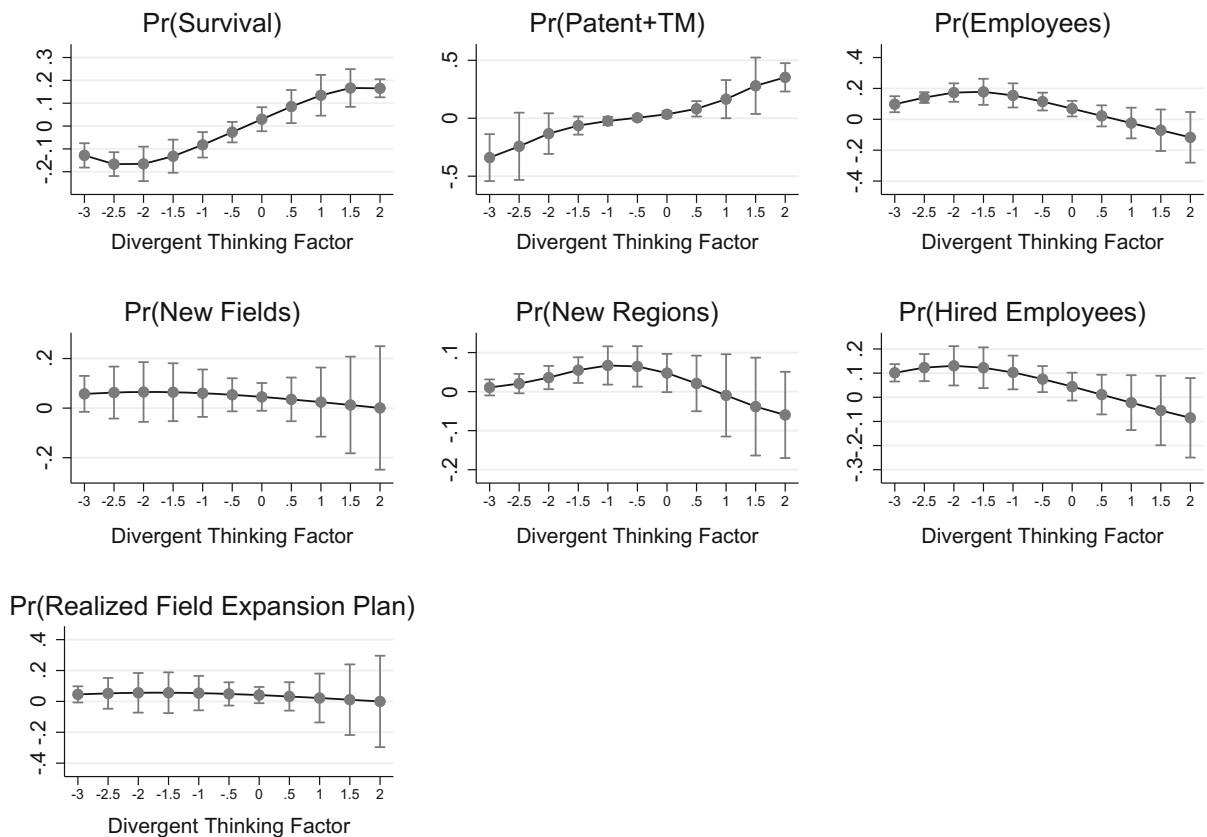 Pr(Survival)
.3
.2
.1
0
-.1
-.2
-3 -2.5 -2 -1.5 -1 -.5 0 .5 1 1.5 2
Divergent Thinking Factor
Pr(Patent+TM)
.5
0
-.5
-3 -2.5 -2 -1.5 -1 -.5 0 .5 1 1.5 2
Divergent Thinking Factor
Pr(Employees)
.4
.2
0
-.2
-.4
-3 -2.5 -2 -1.5 -1 -.5 0 .5 1 1.5 2
Divergent Thinking Factor
Pr(New Fields)
.2
0
-.2
-3 -2.5 -2 -1.5 -1 -.5 0 .5 1 1.5 2
Divergent Thinking Factor
Pr(New Regions)
.1
0
-.1
-.2
-3 -2.5 -2 -1.5 -1 -.5 0 .5 1 1.5 2
Divergent Thinking Factor
Pr(Hired Employees)
.2
.1
0
-.1
-.2
-.3
-3 -2.5 -2 -1.5 -1 -.5 0 .5 1 1.5 2
Divergent Thinking Factor
Pr(Realized Field Expansion Plan)
.4
.2
0
-.2
-.4
-3 -2.5 -2 -1.5 -1 -.5 0 .5 1 1.5 2
Divergent Thinking Factor